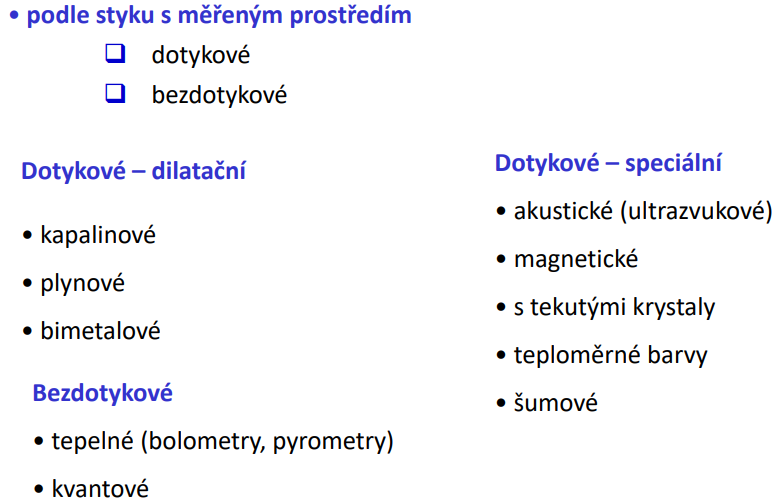 • podle styku s měřeným prostředím
❑ dotykové
❑ bezdotykové
Dotykové – dilatační
• kapalinové
• plynové
• bimetalové
Bezdotykové
• tepelné (bolometry, pyrometry)
• kvantové
Dotykové – speciální
• akustické (ultrazvukové)
• magnetické
• s tekutými krystaly
• teploměrné barvy
• šumové